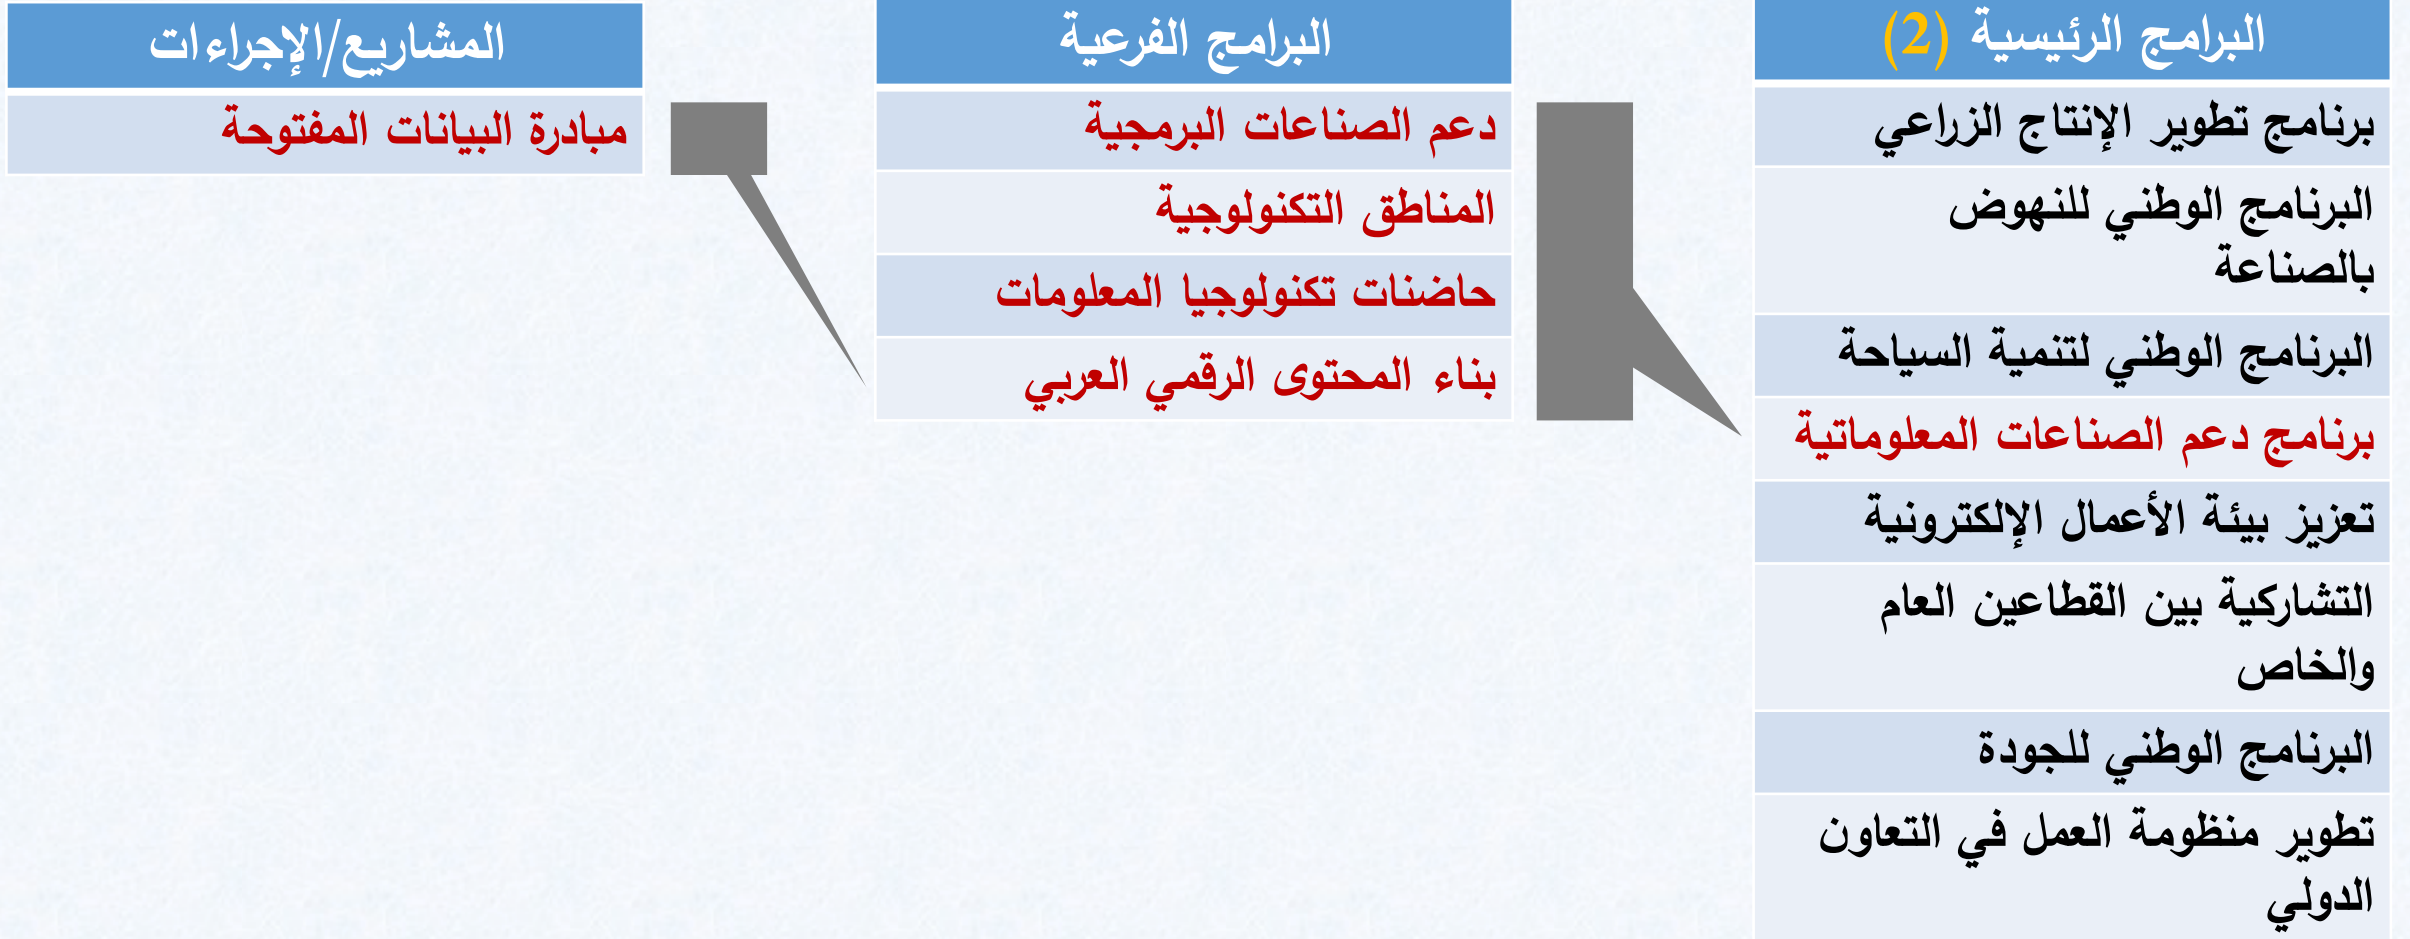 البرامج الرئيسية (2)
برنامج تطوير الإنتاج الزراعي
البرنامج الوطني للنهوض
بالصناعة
البرنامج الوطني لتنمية السياحة
برنامج دعم الصناعات المعلوماتية
تعزيز بيئة الأعمال الإلكترونية
التشاركية بين القطاعين العام
والخاص
البرنامج الوطني للجودة
تطوير منظومة العمل في التعاون
الدولي
البرامج الفرعية
دعم الصناعات البرمجية
المناطق التكنولوجية
حاضنات تكنولوجيا المعلومات
بناء المحتوى الرقمي العربي
المشاريع/الإجراءات
مبادرة البيانات المفتوحة